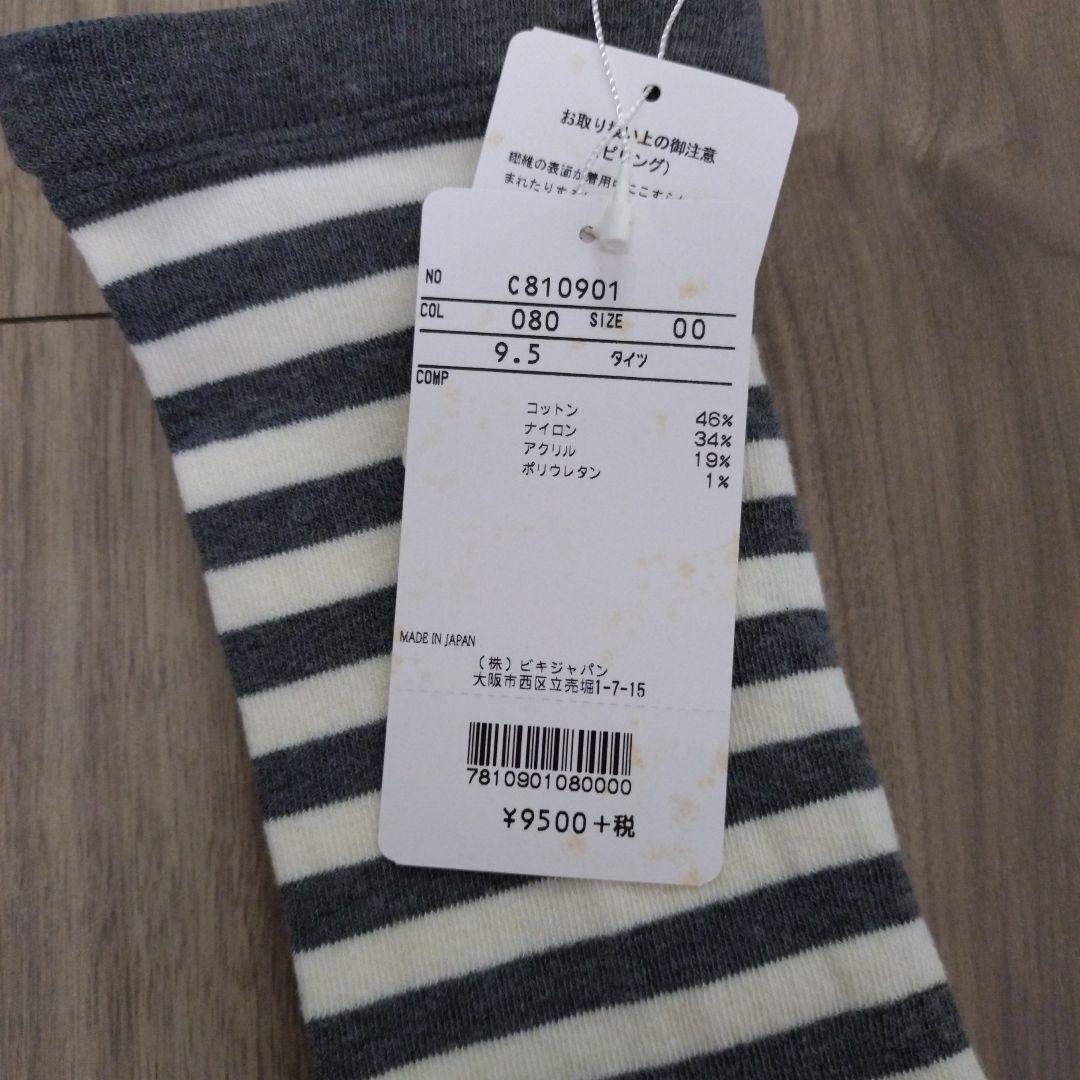 お取り扱い上の御注意
(ピリング)
繊維の表面が着用中にこすら
まれたりする
NO C810901
COL 080 SIZE 00
9.5 タイツ
COMP
コットン 46%
ナイロン 34%
アクリル 19%
ポリウレタン 1%
MADE IN JAPAN
(株)ビキジャパン
大阪市西区立売堀1-7-15
7810901080000
¥9500+税